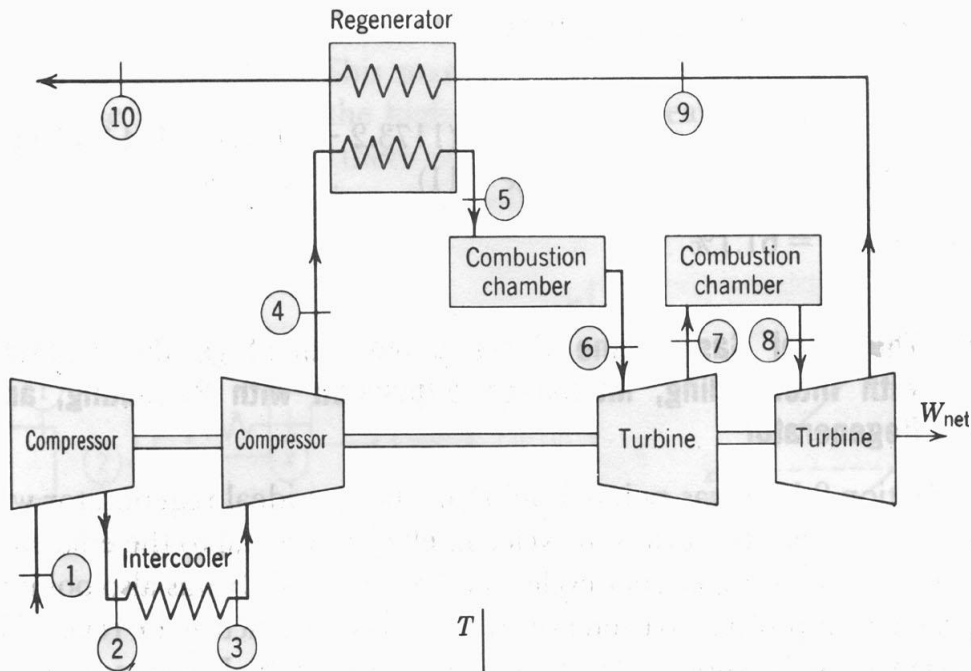 Regenerator
10
9
5
Combustion
chamber
Combustion
chamber
4
6
7
8
Compressor
Compressor
Turbine
Turbine
W_net
Intercooler
1
2
3
T